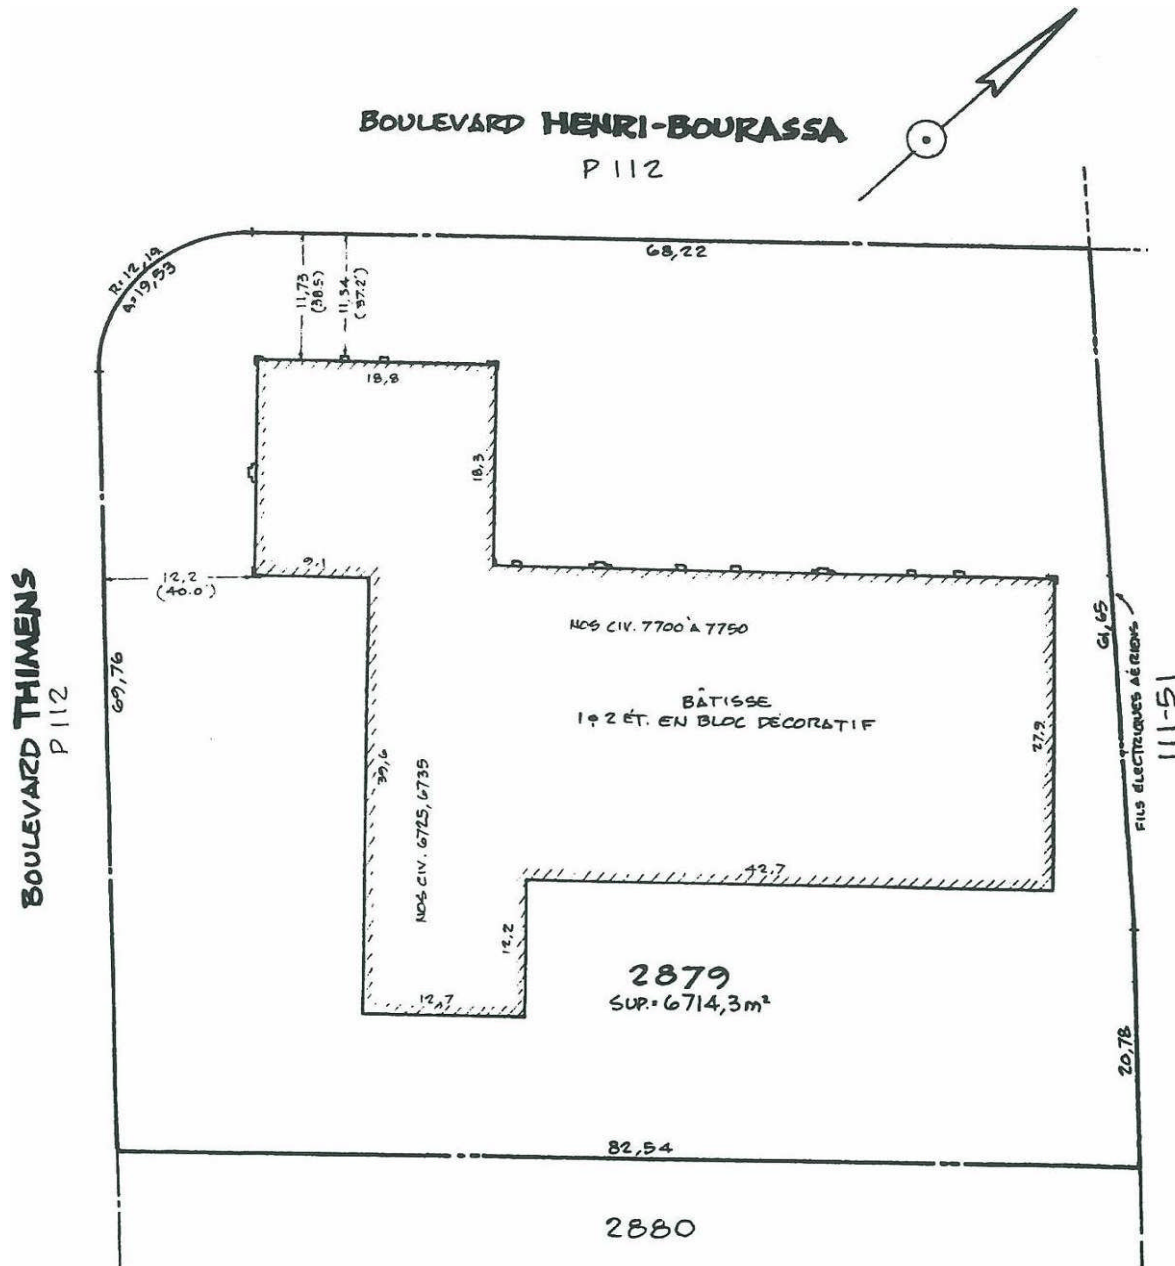 BOULEVARD HENRI-BOURASSA
P 112
68,22
R=12,19
A=19,53
11,73
(38.5)
11,34
(37.2')
18,8
18,3
9,1
12,2
(40.0')
BOULEVARD THIMENS
P 112
69,76
NOS CIV. 7700 À 7750
BÂTISSE
1 & 2 ÉT. EN BLOC DÉCORATIF
39,6
NOS CIV. 6725, 6735
27,9
61,65
FILS ÉLECTRIQUES AÉRIENS
111-51
42,7
12,2
12,7
2879
SUP.= 6714,3 m²
20,78
82,54
2880